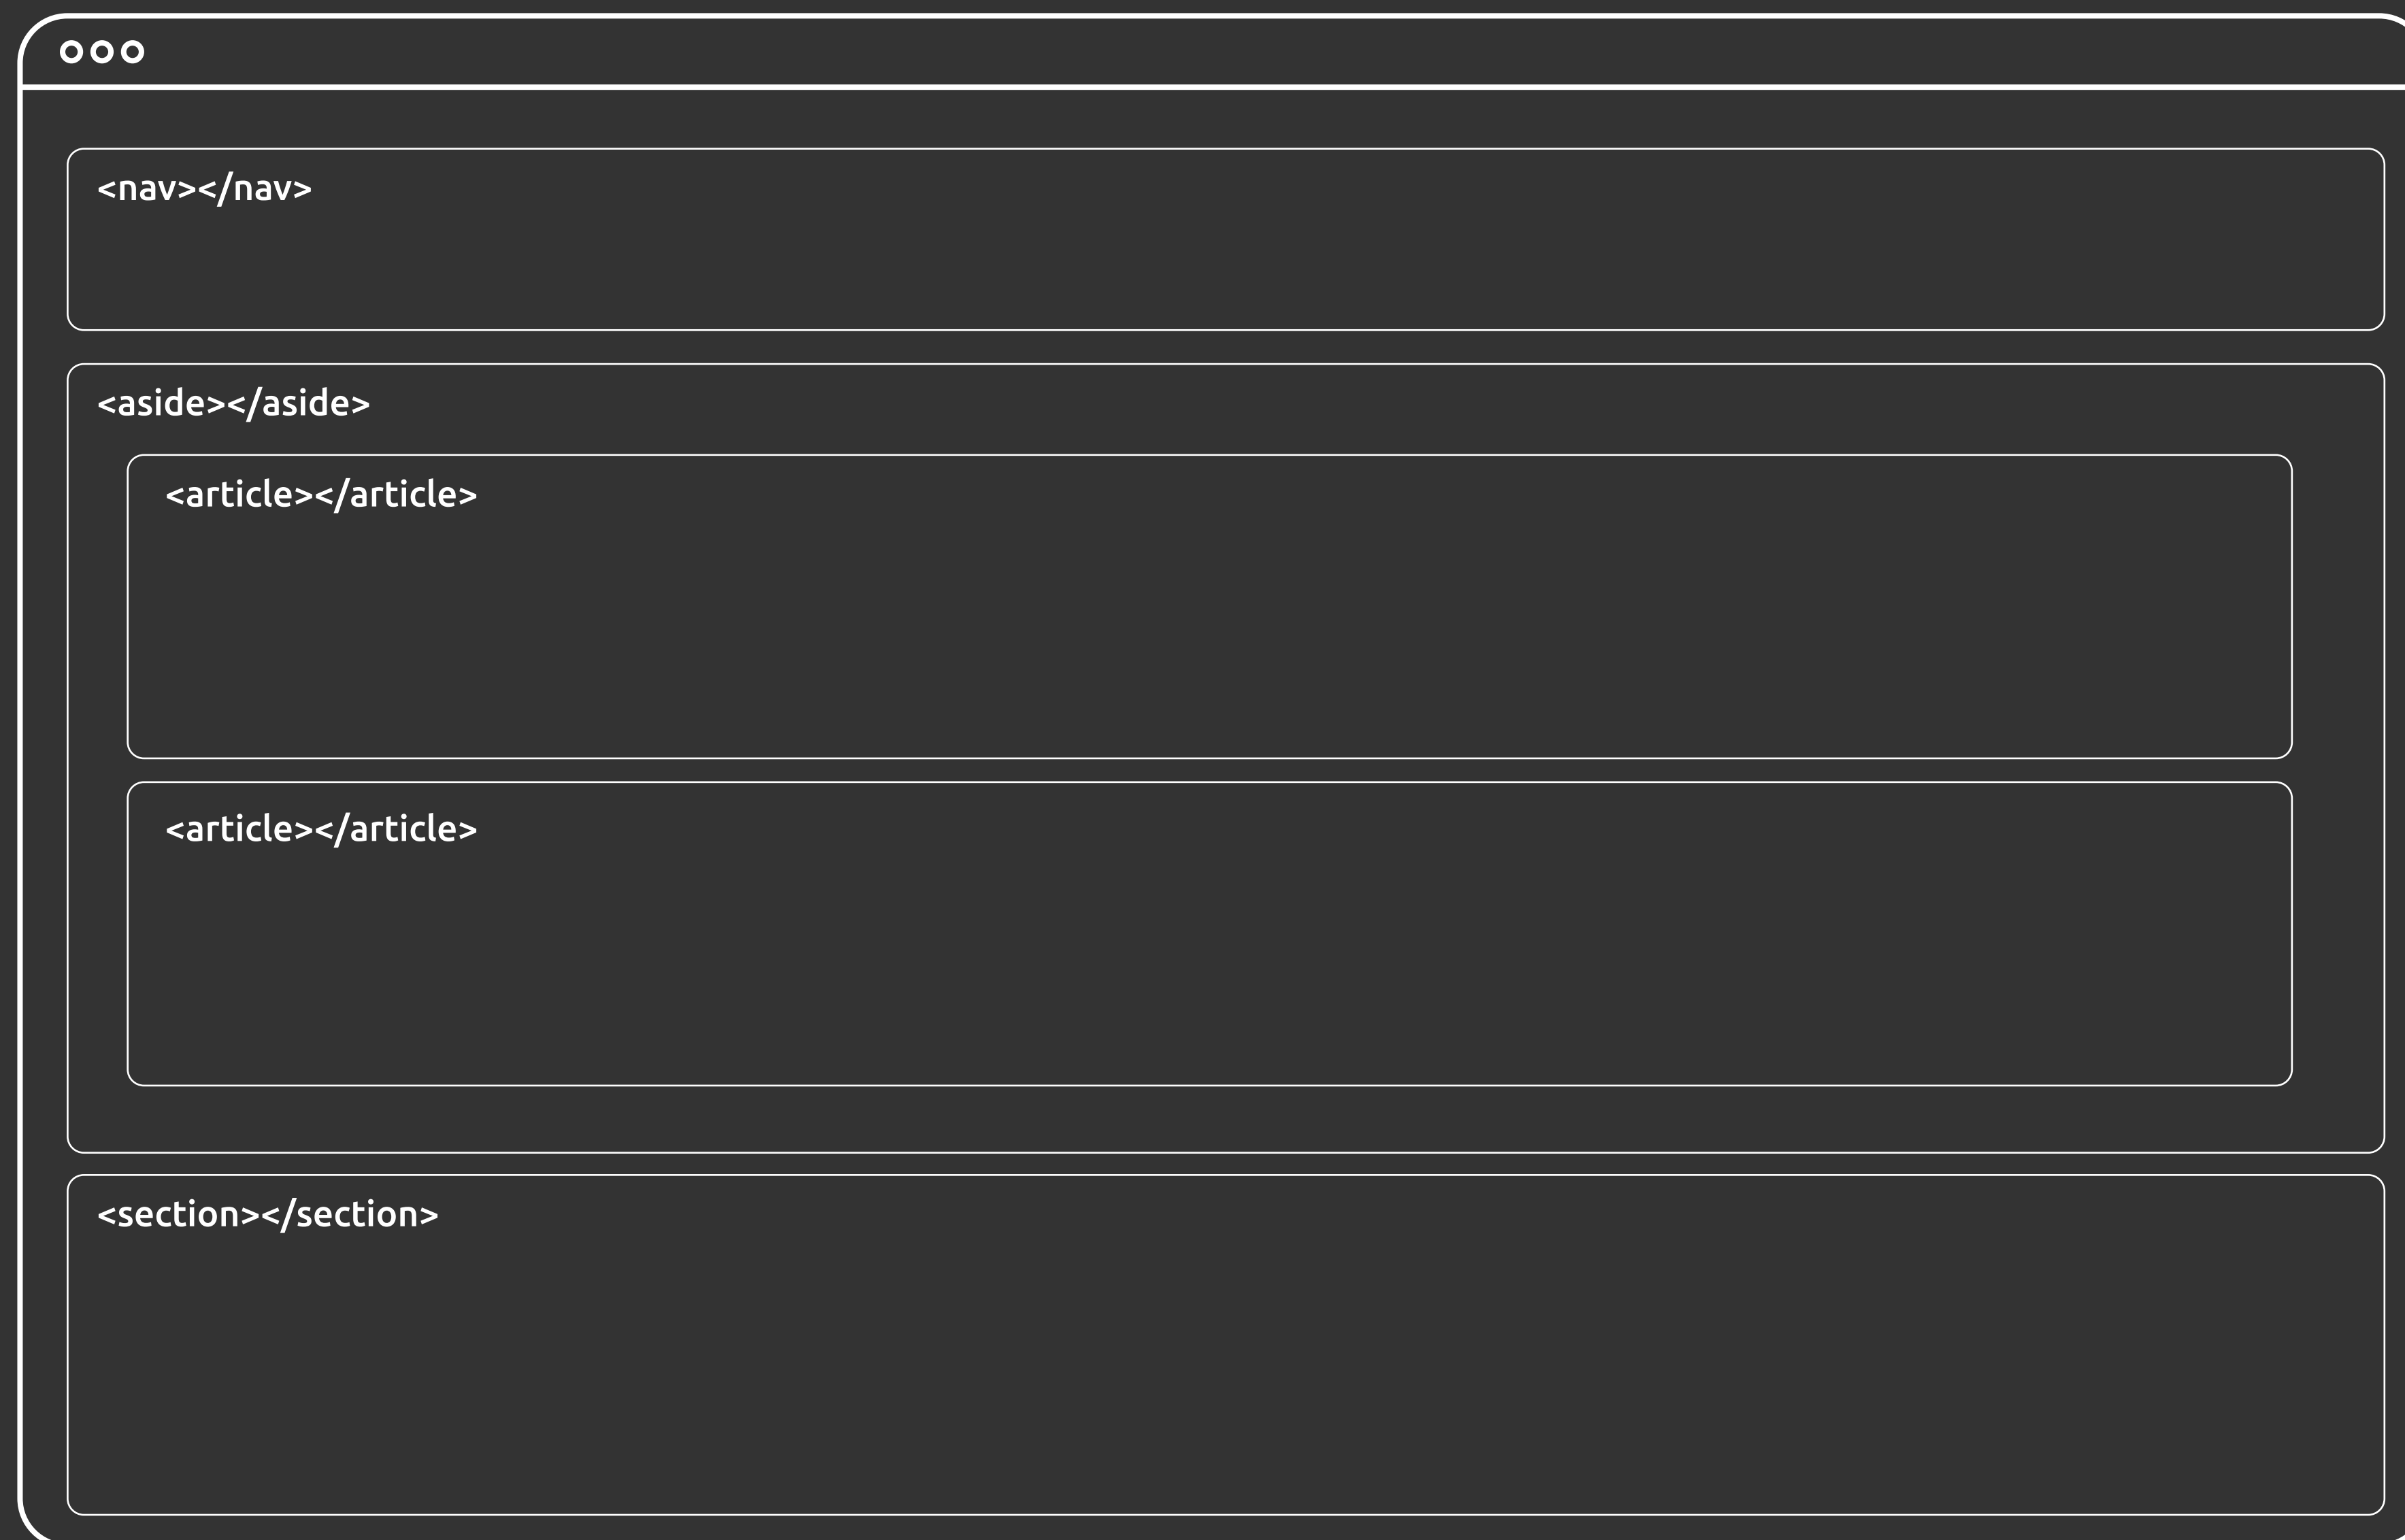 <nav></nav>
<aside></aside>
<article></article>
<article></article>
<section></section>